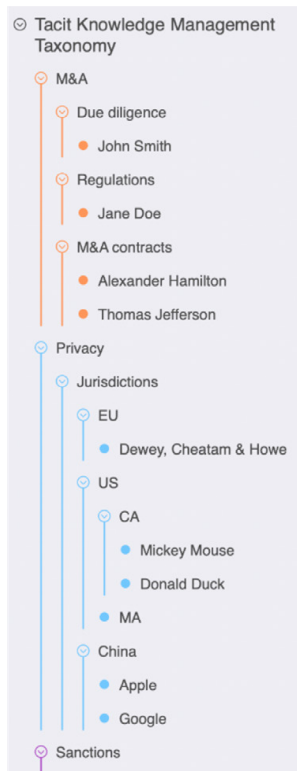 Tacit Knowledge Management
Taxonomy
M&A
Due diligence
John Smith
Regulations
Jane Doe
M&A contracts
Alexander Hamilton
Thomas Jefferson
Privacy
Jurisdictions
EU
Dewey, Cheatam & Howe
US
CA
Mickey Mouse
Donald Duck
MA
China
Apple
Google
Sanctions